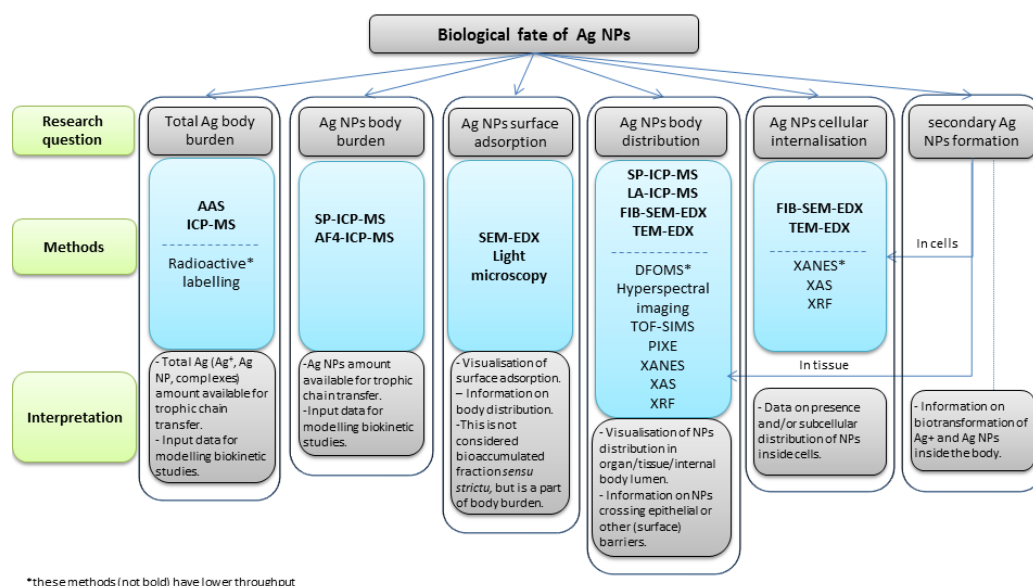 Biological fate of Ag NPs
Research
question
Total Ag body
burden
Ag NPs body
burden
Ag NPs surface
adsorption
Ag NPs body
distribution
Ag NPs cellular
internalisation
secondary Ag
NPs formation
Methods
AAS
ICP-MS
Radioactive*
labelling
SP-ICP-MS
AF4-ICP-MS
SEM-EDX
Light
microscopy
SP-ICP-MS
LA-ICP-MS
FIB-SEM-EDX
TEM-EDX
DFOMS*
Hyperspectral
imaging
TOF-SIMS
PIXE
XANES
XAS
XRF
FIB-SEM-EDX
TEM-EDX
XANES*
XAS
XRF
In cells
In tissue
Interpretation
- Total Ag (Ag⁺, Ag
NP, complexes)
amount available for
trophic chain
transfer.
- Input data for
modelling biokinetic
studies.
-Ag NPs amount
available for trophic
chain transfer.
-Input data for
modelling biokinetic
studies.
-Visualisation of
surface adsorption.
– Information on
body distribution.
-This is not
considered
bioaccumulated
fraction sensu
strictu, but is a part
of body burden.
- Visualisation of NPs
distribution in
organ/tissue/internal
body lumen.
- Information on NPs
crossing epithelial or
other (surface)
barriers.
- Data on presence
and/or subcellular
distribution of NPs
inside cells.
- Information on
biotransformation of
Ag+ and Ag NPs
inside the body.
*these methods (not bold) have lower throughput